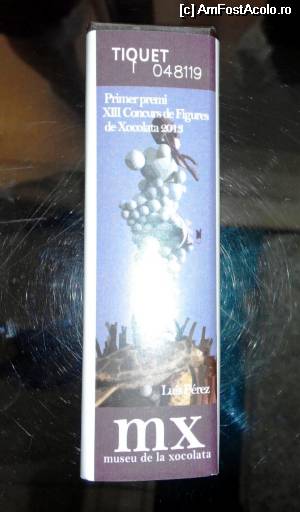 (c) AmFostAcolo.ro
TIQUET
048119
Primer premi
XIII Concurs de Figures
de Xocolata 2013
Luis Pérez
mx
museu de la xocolata